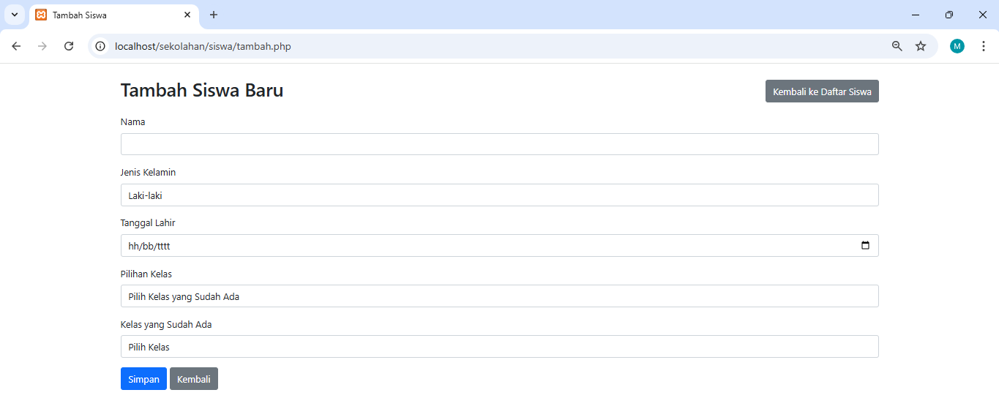 Tambah Siswa
localhost/sekolahan/siswa/tambah.php
M
Tambah Siswa Baru
Kembali ke Daftar Siswa
Nama
Jenis Kelamin
Laki-laki
Tanggal Lahir
hh/bb/tttt
Pilihan Kelas
Pilih Kelas yang Sudah Ada
Kelas yang Sudah Ada
Pilih Kelas
Simpan Kembali